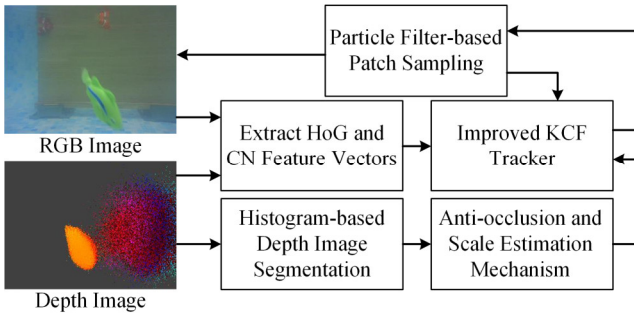 Particle Filter-based
Patch Sampling
RGB Image
Extract HoG and
CN Feature Vectors
Improved KCF
Tracker
Histogram-based
Depth Image
Segmentation
Anti-occlusion and
Scale Estimation
Mechanism
Depth Image